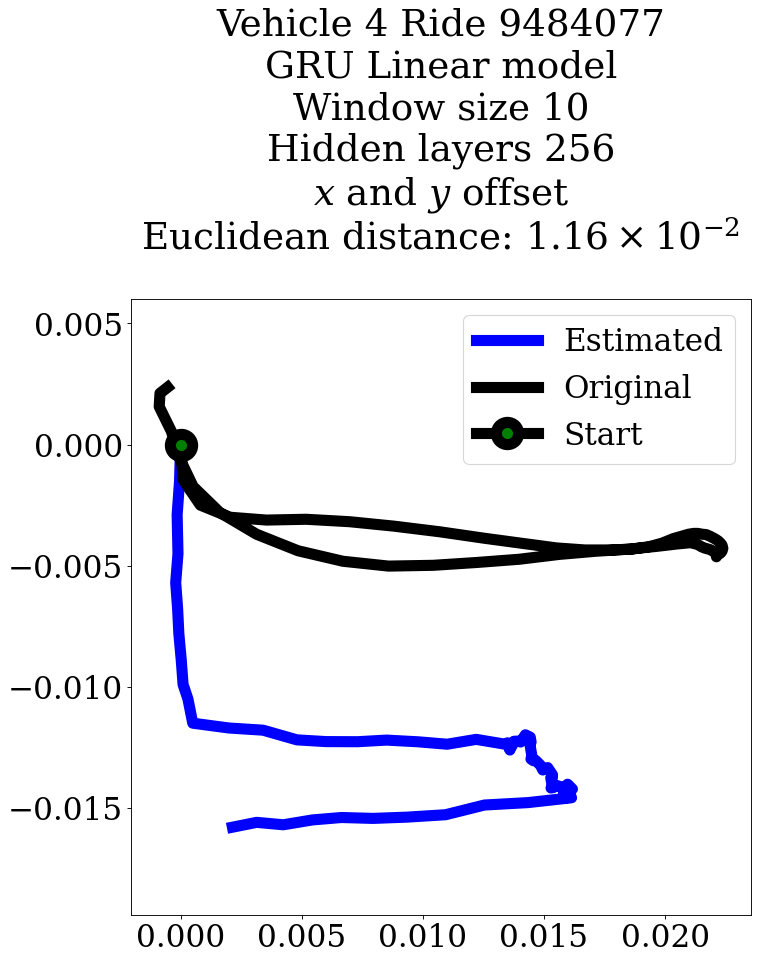 Vehicle 4 Ride 9484077
GRU Linear model
Window size 10
Hidden layers 256
x and y offset
Euclidean distance: 1.16 × 10⁻²
Estimated
Original
Start
0.005
0.000
−0.005
−0.010
−0.015
0.000 0.005 0.010 0.015 0.020